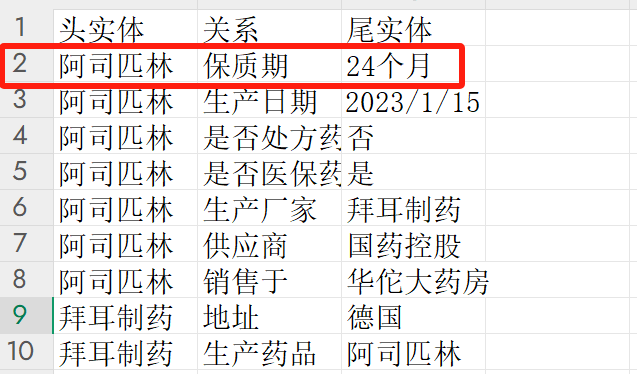 1 头实体 关系 尾实体
2 阿司匹林 保质期 24个月
3 阿司匹林 生产日期 2023/1/15
4 阿司匹林 是否处方药 否
5 阿司匹林 是否医保药 是
6 阿司匹林 生产厂家 拜耳制药
7 阿司匹林 供应商 国药控股
8 阿司匹林 销售于 华佗大药房
9 拜耳制药 地址 德国
10 拜耳制药 生产药品 阿司匹林